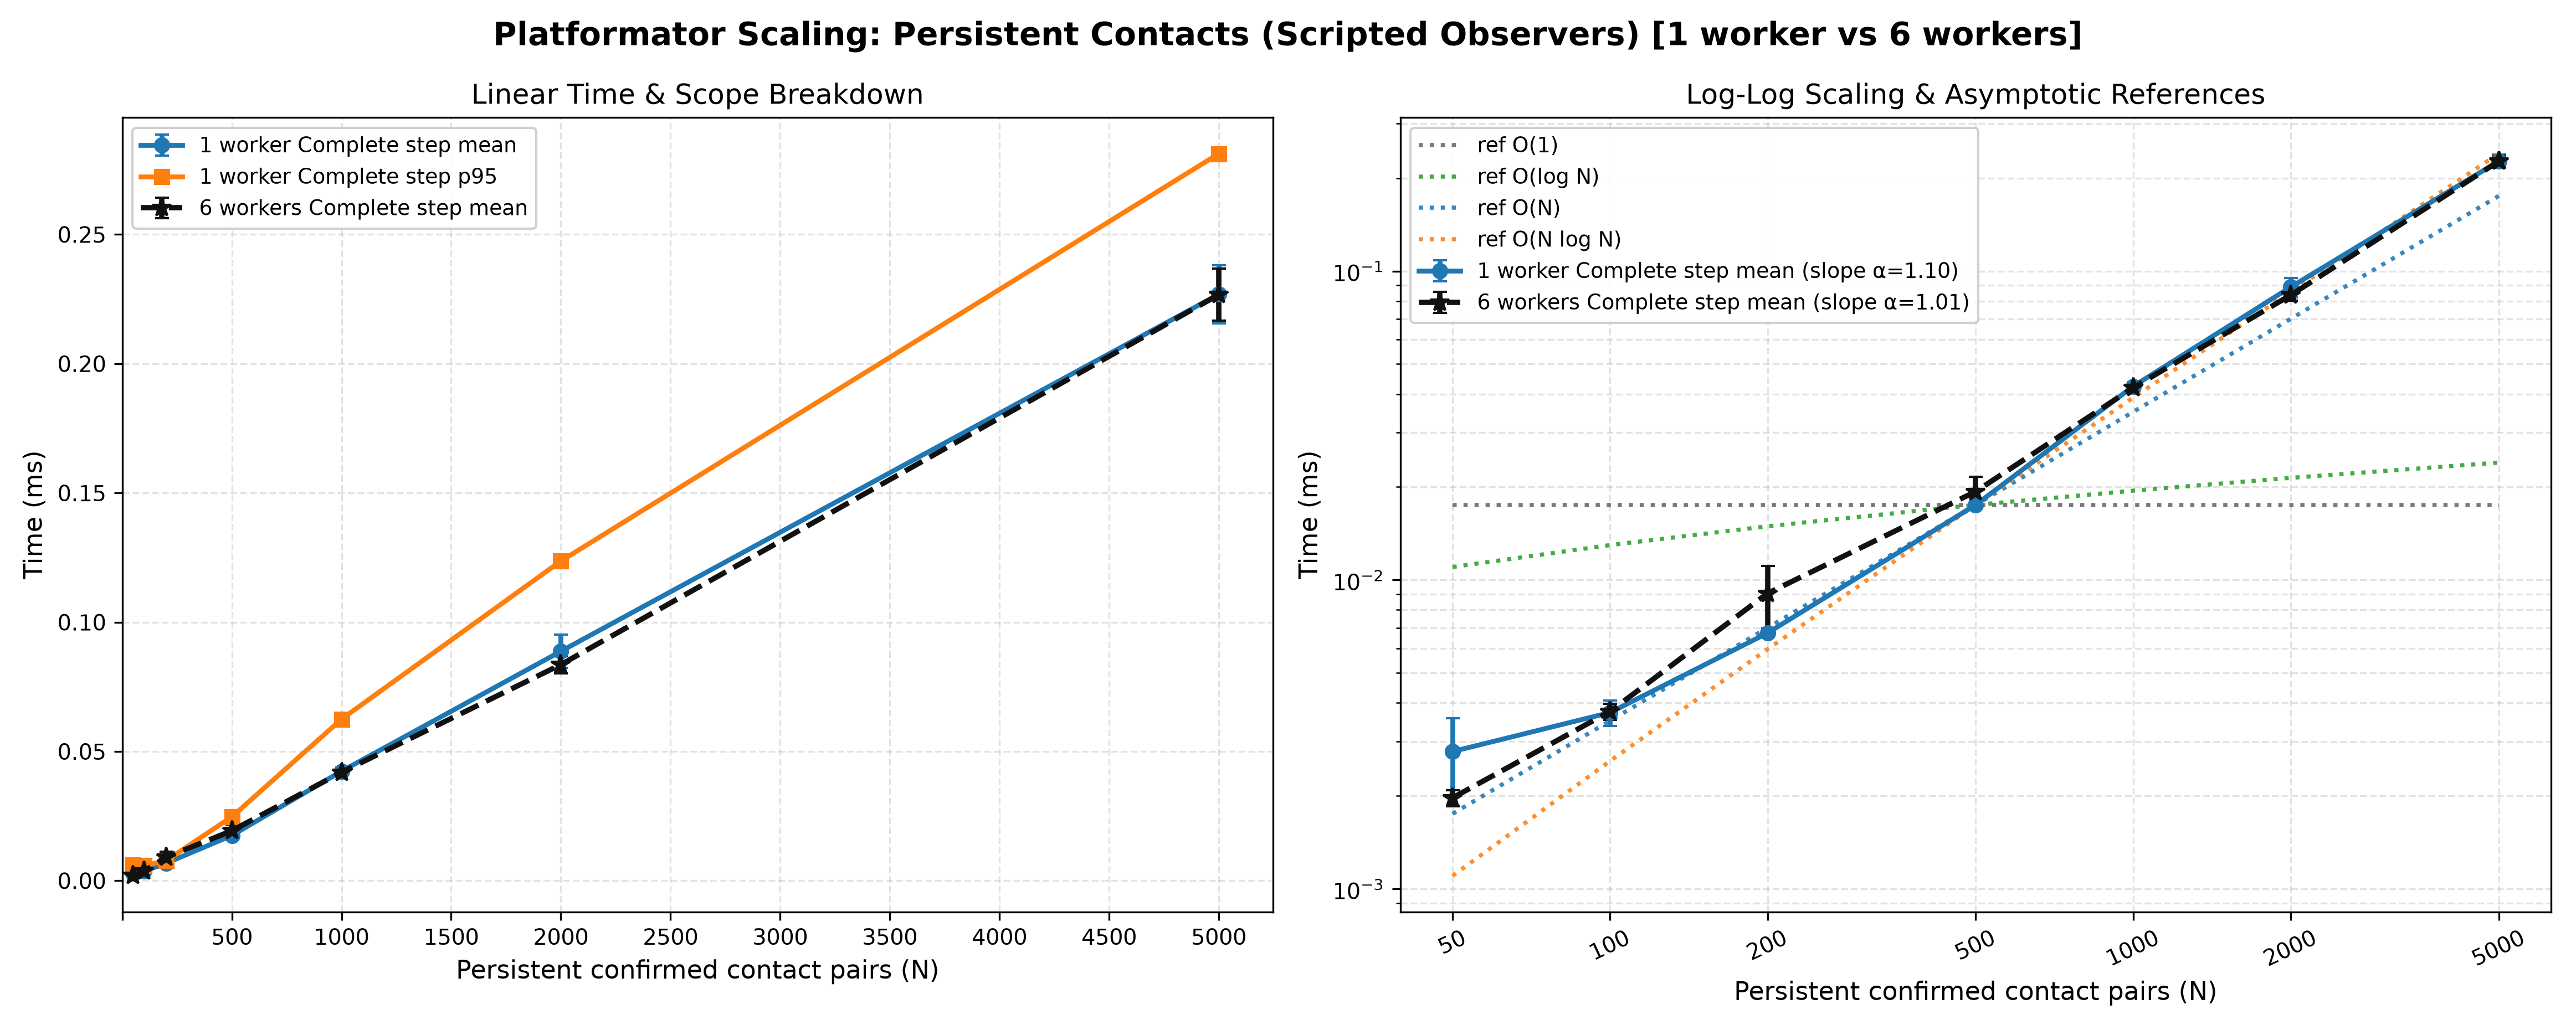 Platformator Scaling: Persistent Contacts (Scripted Observers) [1 worker vs 6 workers]
Linear Time & Scope Breakdown
1 worker Complete step mean
1 worker Complete step p95
6 workers Complete step mean
Time (ms)
0.25
0.20
0.15
0.10
0.05
0.00
500 1000 1500 2000 2500 3000 3500 4000 4500 5000
Persistent confirmed contact pairs (N)
Log-Log Scaling & Asymptotic References
ref O(1)
ref O(log N)
ref O(N)
ref O(N log N)
1 worker Complete step mean (slope α=1.10)
6 workers Complete step mean (slope α=1.01)
Time (ms)
10⁻¹
10⁻²
10⁻³
50 100 200 500 1000 2000 5000
Persistent confirmed contact pairs (N)